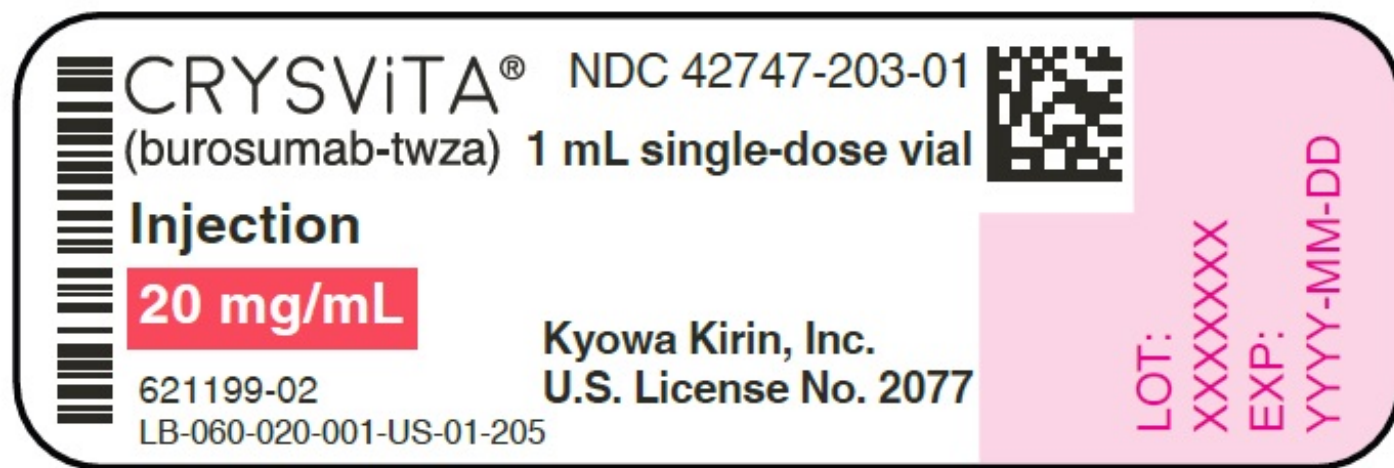 CRYSViTA® NDC 42747-203-01
(burosumab-twza) 1 mL single-dose vial
Injection
20 mg/mL
Kyowa Kirin, Inc.
U.S. License No. 2077
621199-02
LB-060-020-001-US-01-205
LOT:
XXXXXXX
EXP:
YYYY-MM-DD